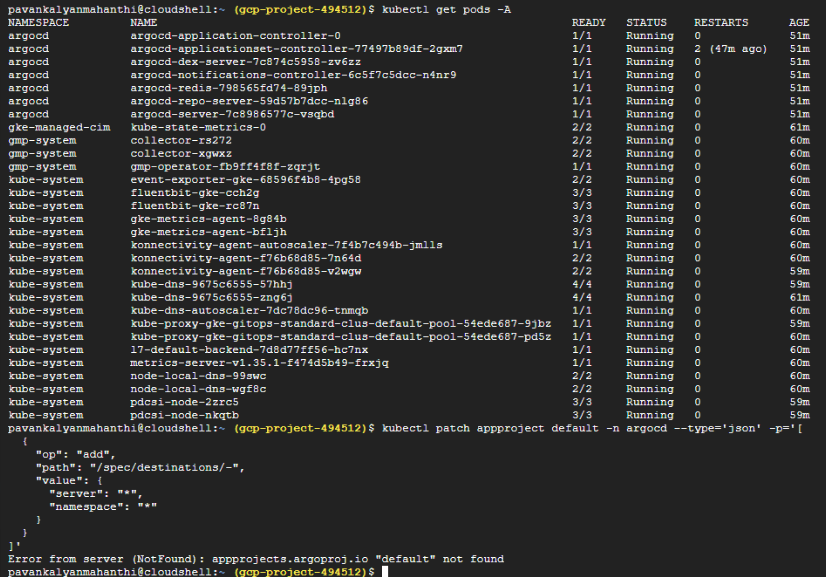 pavankalyanmahanthi@cloudshell:~ (gcp-project-494512)$ kubectl get pods -A
NAMESPACE NAME READY STATUS RESTARTS AGE
argocd argocd-application-controller-0 1/1 Running 0 51m
argocd argocd-applicationset-controller-77497b89df-2gxm7 1/1 Running 2 (47m ago) 51m
argocd argocd-dex-server-7c874c5958-zv6zz 1/1 Running 0 51m
argocd argocd-notifications-controller-6c5f7c5dcc-n4nr9 1/1 Running 0 51m
argocd argocd-redis-798565fd74-89jph 1/1 Running 0 51m
argocd argocd-repo-server-59d57b7dcc-nlg86 1/1 Running 0 51m
argocd argocd-server-7c8986577c-vsqbd 1/1 Running 0 51m
gke-managed-cim kube-state-metrics-0 2/2 Running 0 61m
gmp-system collector-rs272 2/2 Running 0 60m
gmp-system collector-xgwxz 2/2 Running 0 60m
gmp-system gmp-operator-fb9ff4f8f-zqrjt 1/1 Running 0 60m
kube-system event-exporter-gke-68596f4b8-4pg58 2/2 Running 0 60m
kube-system fluentbit-gke-cch2g 3/3 Running 0 60m
kube-system fluentbit-gke-rc87n 3/3 Running 0 60m
kube-system gke-metrics-agent-8g84b 3/3 Running 0 60m
kube-system gke-metrics-agent-bfljh 3/3 Running 0 60m
kube-system konnectivity-agent-autoscaler-7f4b7c494b-jmlls 1/1 Running 0 60m
kube-system konnectivity-agent-f76b68d85-7n64d 2/2 Running 0 60m
kube-system konnectivity-agent-f76b68d85-v2wgw 2/2 Running 0 59m
kube-system kube-dns-9675c6555-57hhj 4/4 Running 0 59m
kube-system kube-dns-9675c6555-zng6j 4/4 Running 0 61m
kube-system kube-dns-autoscaler-7dc78dc96-tnmqb 1/1 Running 0 60m
kube-system kube-proxy-gke-gitops-standard-clus-default-pool-54ede687-9jbz 1/1 Running 0 59m
kube-system kube-proxy-gke-gitops-standard-clus-default-pool-54ede687-pd5z 1/1 Running 0 60m
kube-system l7-default-backend-7d8d77ff56-hc7nx 1/1 Running 0 60m
kube-system metrics-server-v1.35.1-f474d5b49-frxjq 1/1 Running 0 60m
kube-system node-local-dns-99swc 2/2 Running 0 60m
kube-system node-local-dns-wgf8c 2/2 Running 0 60m
kube-system pdcsi-node-2zrc5 3/3 Running 0 59m
kube-system pdcsi-node-nkqtb 3/3 Running 0 59m
pavankalyanmahanthi@cloudshell:~ (gcp-project-494512)$ kubectl patch appproject default -n argocd --type='json' -p='[
{
"op": "add",
"path": "/spec/destinations/-",
"value": {
"server": "*",
"namespace": "*"
}
}
]'
Error from server (NotFound): appprojects.argoproj.io "default" not found
pavankalyanmahanthi@cloudshell:~ (gcp-project-494512)$